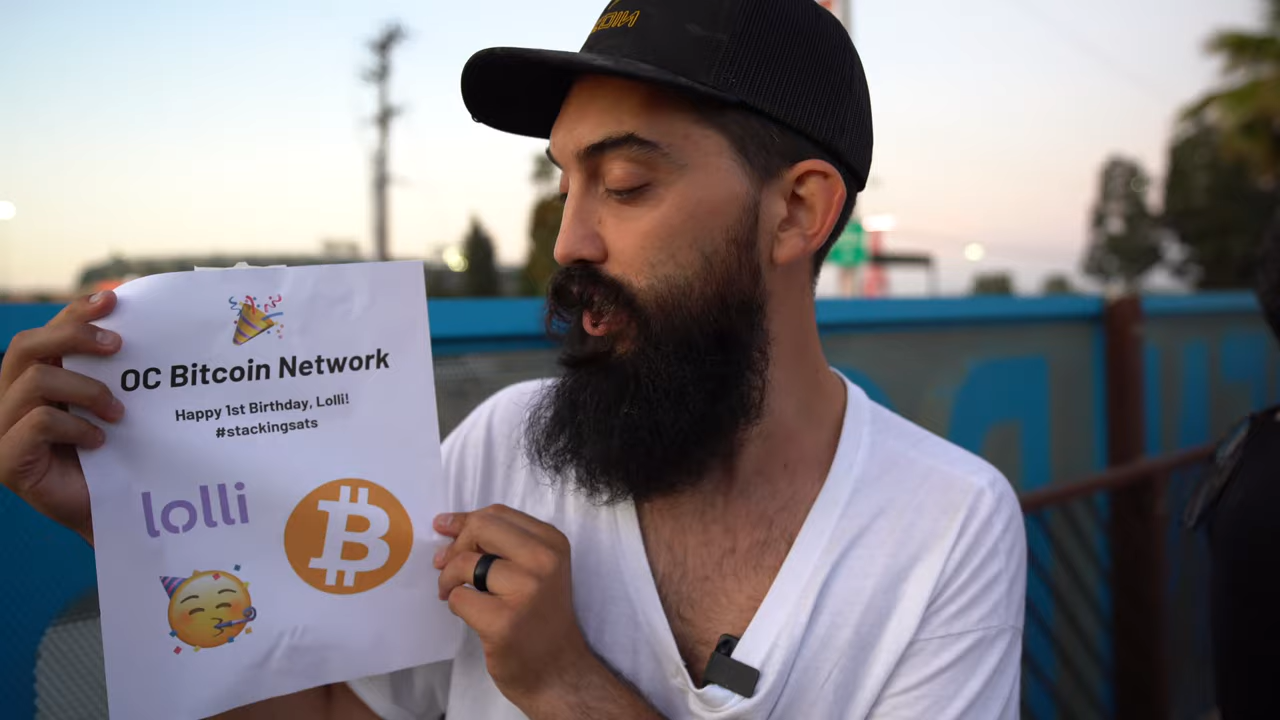 OC Bitcoin Network
Happy 1st Birthday, Lolli!
#stackingsats
lolli
₿